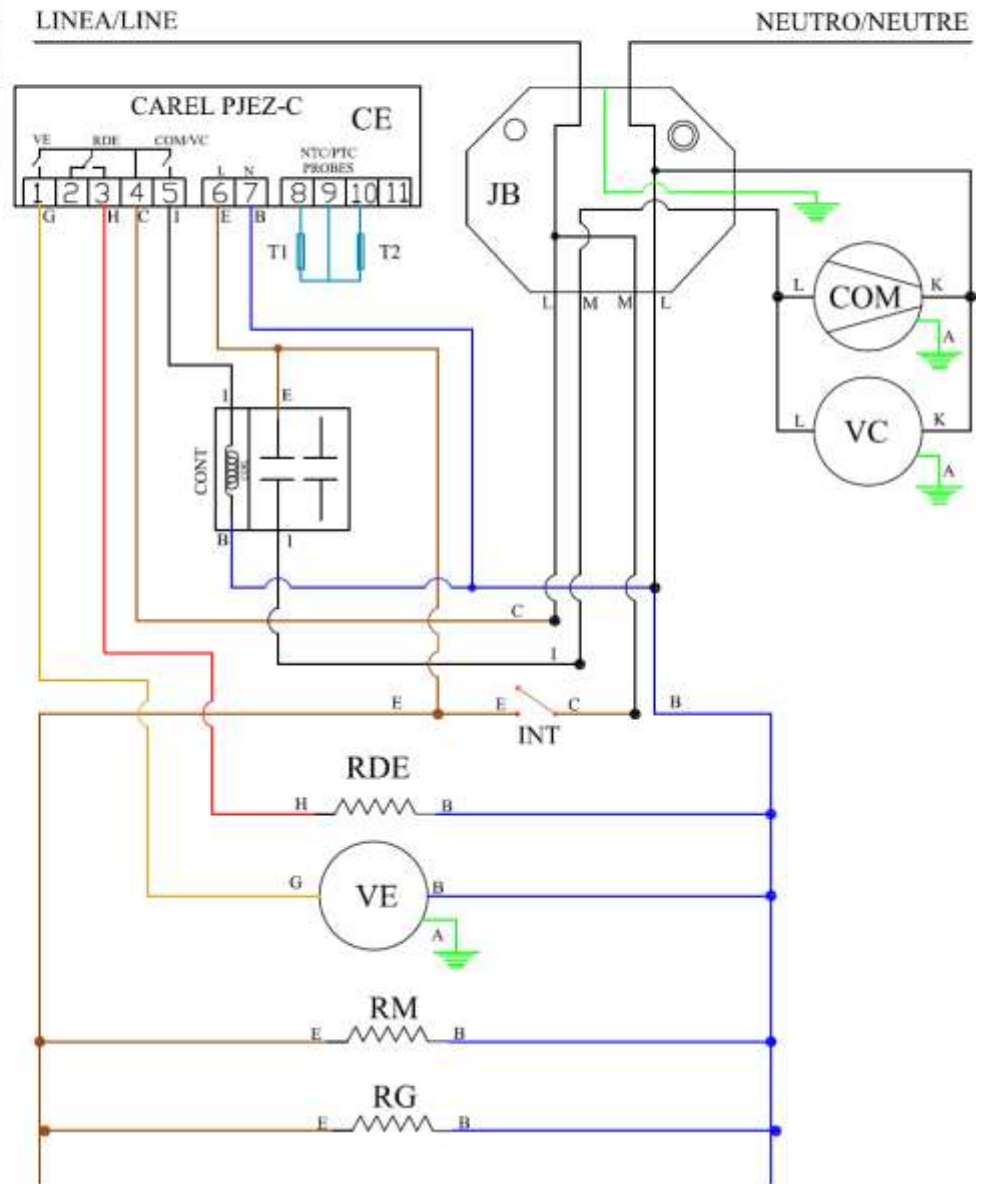 LINEA/LINE
NEUTRO/NEUTRE
CAREL PJEZ-C
CE
VE RDE COM/VC
NTC/PTC
PROBES
L N
1 2 3 4 5 6 7 8 9 10 11
G H C I E B
T1 T2
JB
L M M L
L COM K
A
L VC K
A
I E
CONT
B I
C
I
E E C B
INT
RDE
H B
G VE B
A
RM
E B
RG
E B